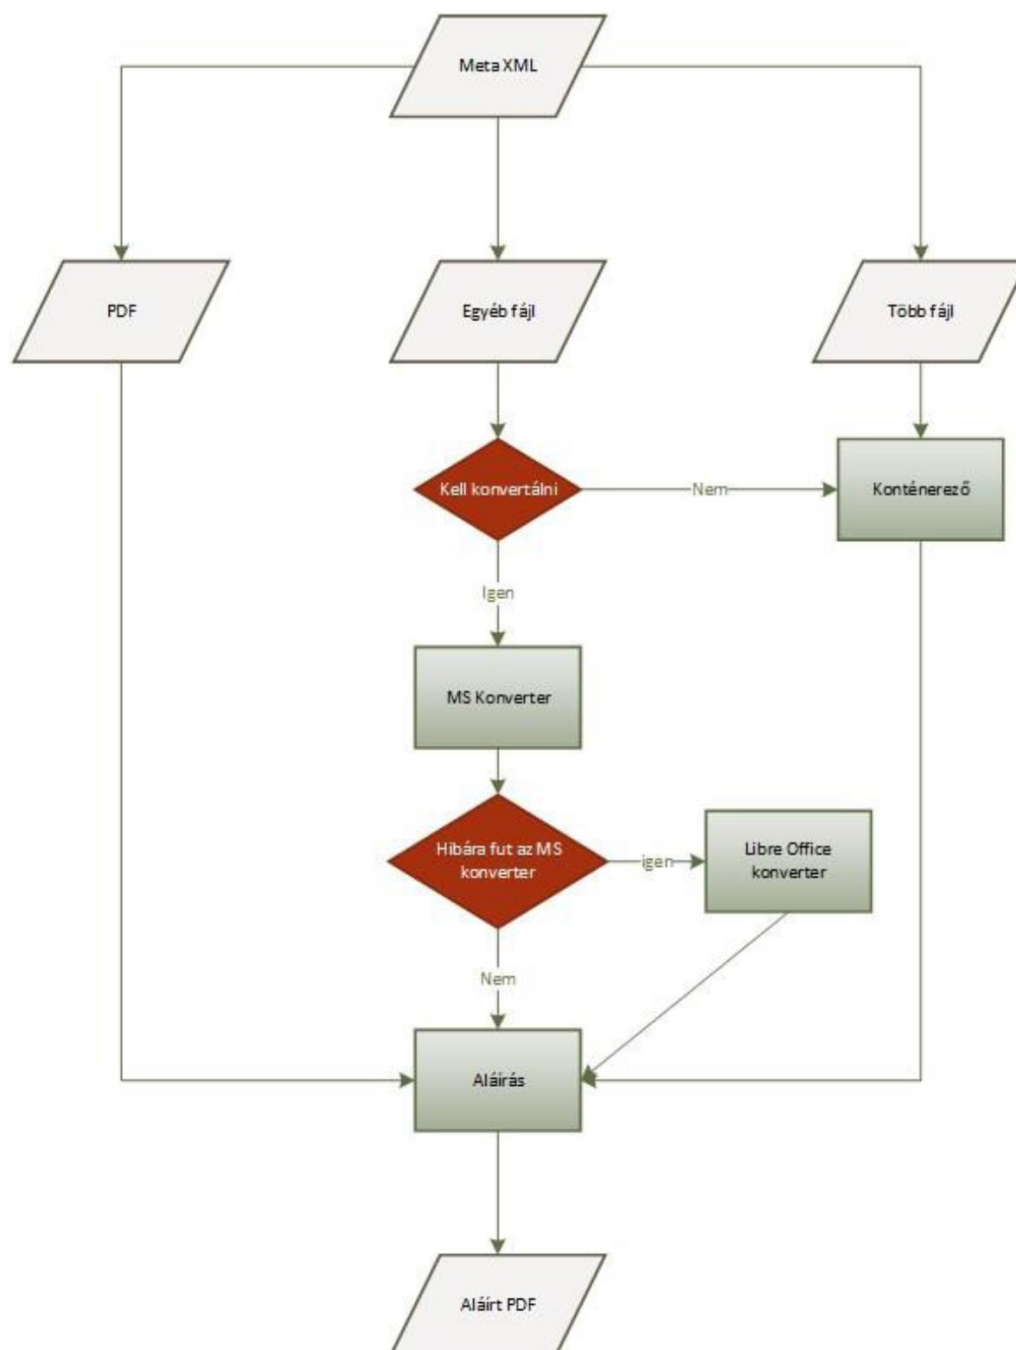 Meta XML
PDF
Egyéb fájl
Több fájl
Kell konvertálni
Nem
Konténerező
Igen
MS Konverter
Hibára fut az MS
konverter
igen
Libre Office
konverter
Nem
Aláírás
Aláírt PDF